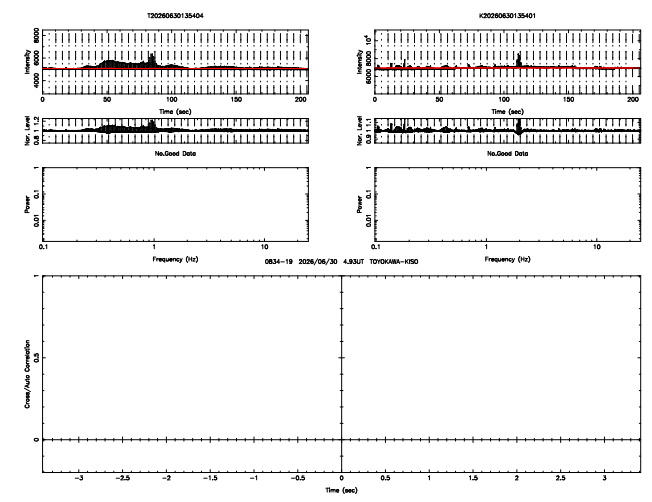 T20260630135404
K20260630135401
Intensity
8000
6000
4000
0
50
100
150
200
Time (sec)
Intensity
10⁴
8000
6000
0
50
100
150
200
Time (sec)
Nor. Level
1.2
1
0.8
Nor. Level
1.1
1
0.9
No.Good Data
No.Good Data
Power
1
0.1
0.01
0.1
1
10
Frequency (Hz)
Power
1
0.1
0.01
0.1
1
10
Frequency (Hz)
0834-19 2026/06/30 4.93UT TOYOKAWA-KISO
Cross/Auto Correlation
1
0.5
0
-3
-2.5
-2
-1.5
-1
-0.5
0
0.5
1
1.5
2
2.5
3
Time (sec)